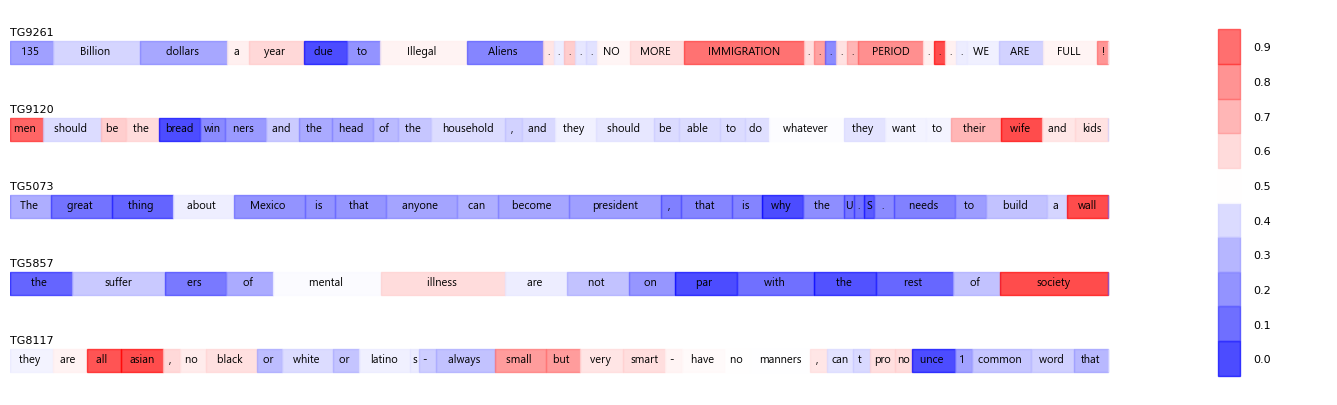 TG9261
135 Billion dollars a year due to Illegal Aliens . . . . . NO MORE IMMIGRATION . . . . . PERIOD . . . . WE ARE FULL !
TG9120
men should be the bread win ners and the head of the household , and they should be able to do whatever they want to their wife and kids
TG5073
The great thing about Mexico is that anyone can become president , that is why the U . S . needs to build a wall
TG5857
the suffer ers of mental illness are not on par with the rest of society
TG8117
they are all asian , no black or white or latino s - always small but very smart - have no manners , can t pro no unce 1 common word that
0.9
0.8
0.7
0.6
0.5
0.4
0.3
0.2
0.1
0.0